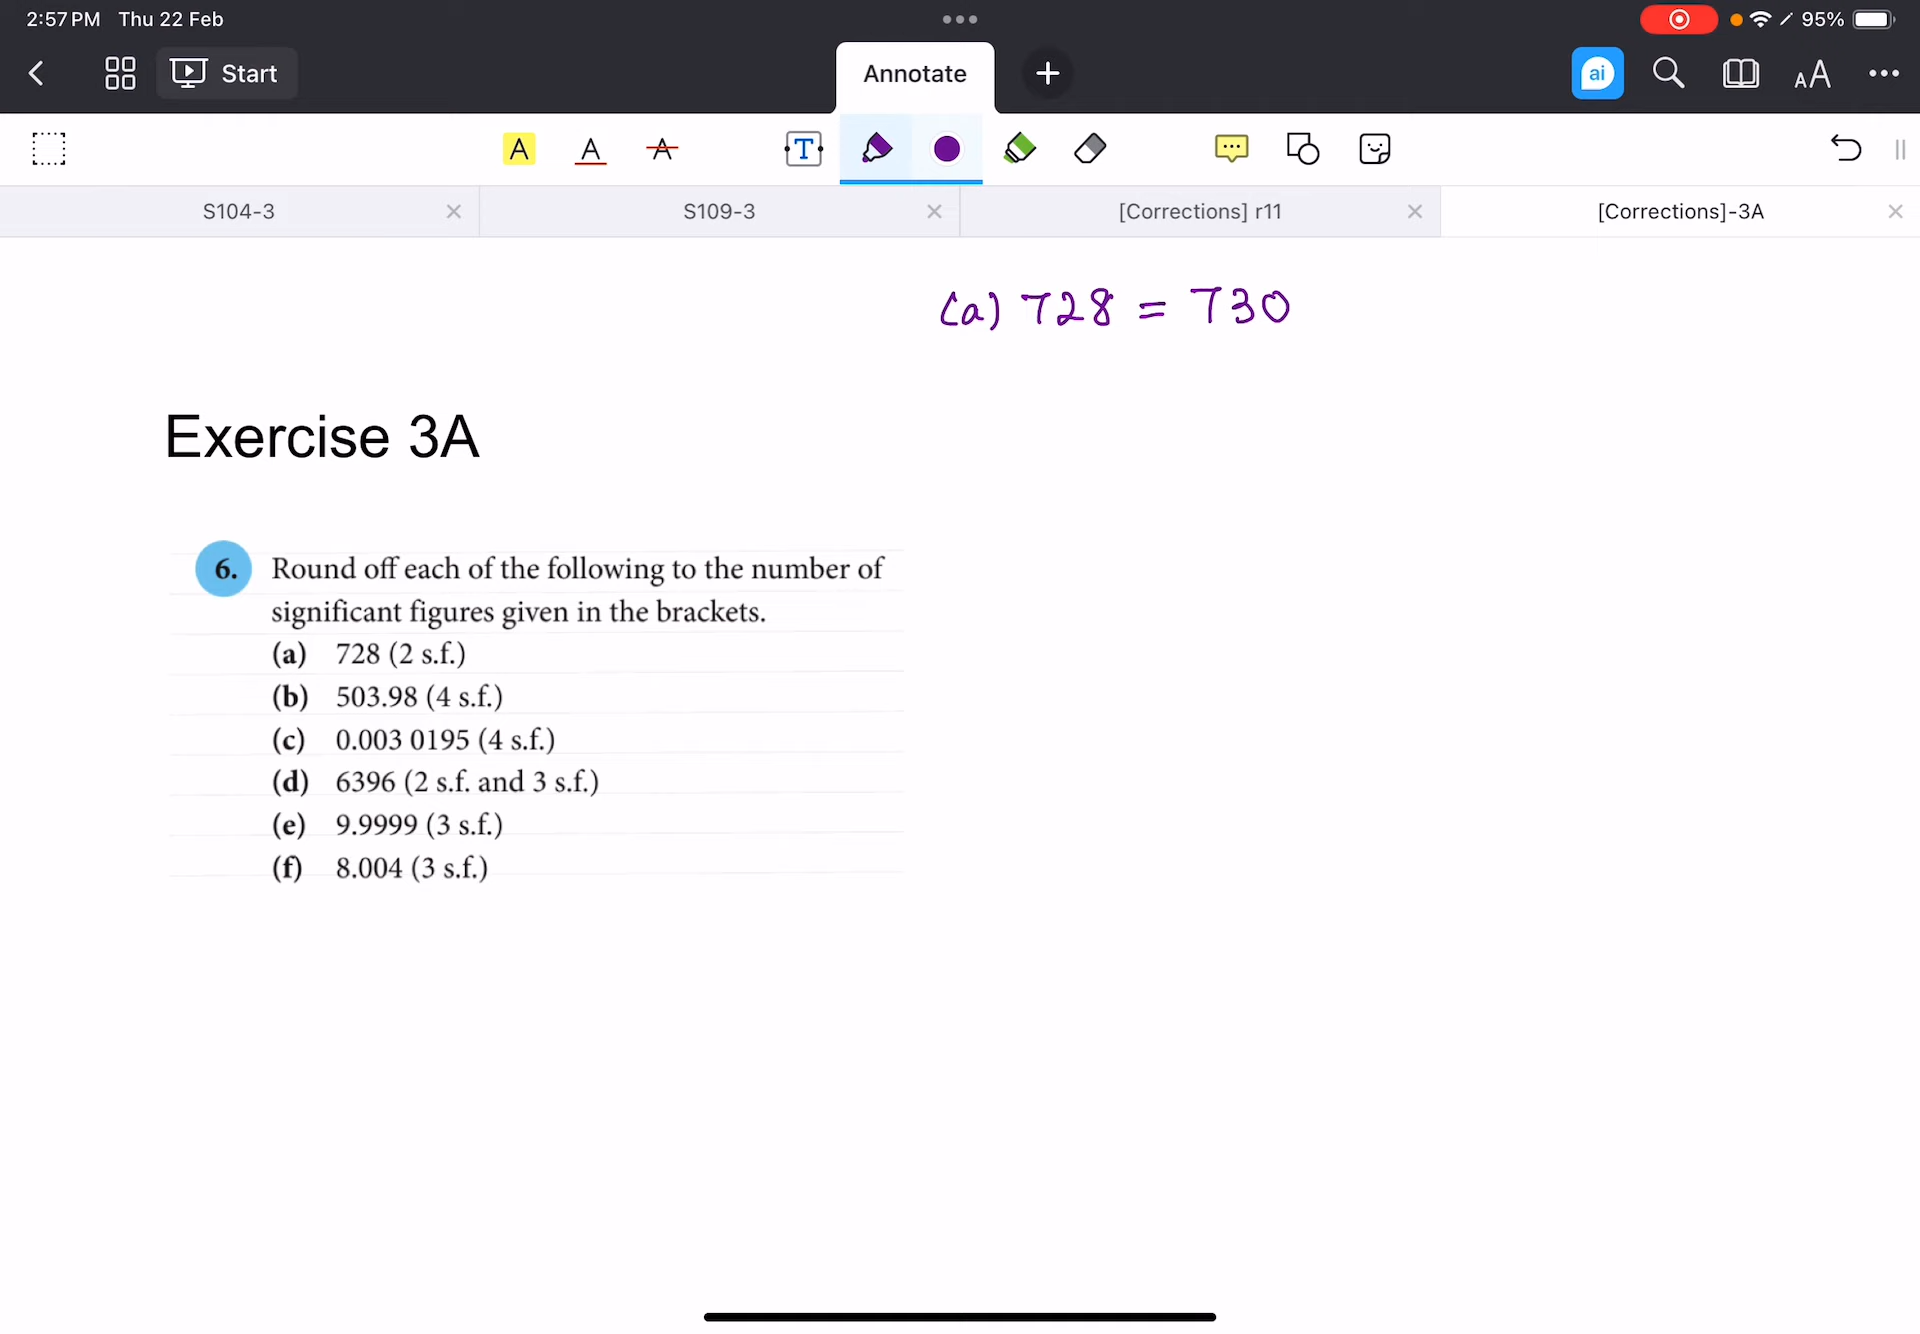 2:57 PM Thu 22 Feb
95%
Start
Annotate
ai
AA
A A A T
S104-3
S109-3
[Corrections] r11
[Corrections]-3A
(a) 728 = 730
Exercise 3A
6. Round off each of the following to the number of
significant figures given in the brackets.
(a) 728 (2 s.f.)
(b) 503.98 (4 s.f.)
(c) 0.003 0195 (4 s.f.)
(d) 6396 (2 s.f. and 3 s.f.)
(e) 9.9999 (3 s.f.)
(f) 8.004 (3 s.f.)